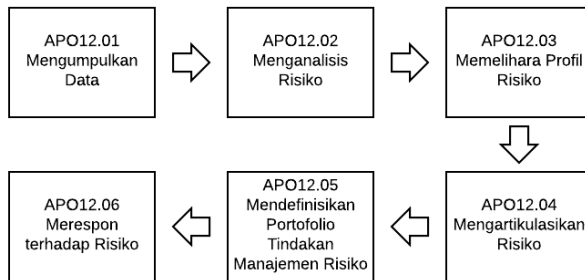 APO12.01
Mengumpulkan
Data
APO12.02
Menganalisis
Risiko
APO12.03
Memelihara Profil
Risiko
APO12.04
Mengartikulasikan
Risiko
APO12.05
Mendefinisikan
Portofolio
Tindakan
Manajemen Risiko
APO12.06
Merespon
terhadap Risiko